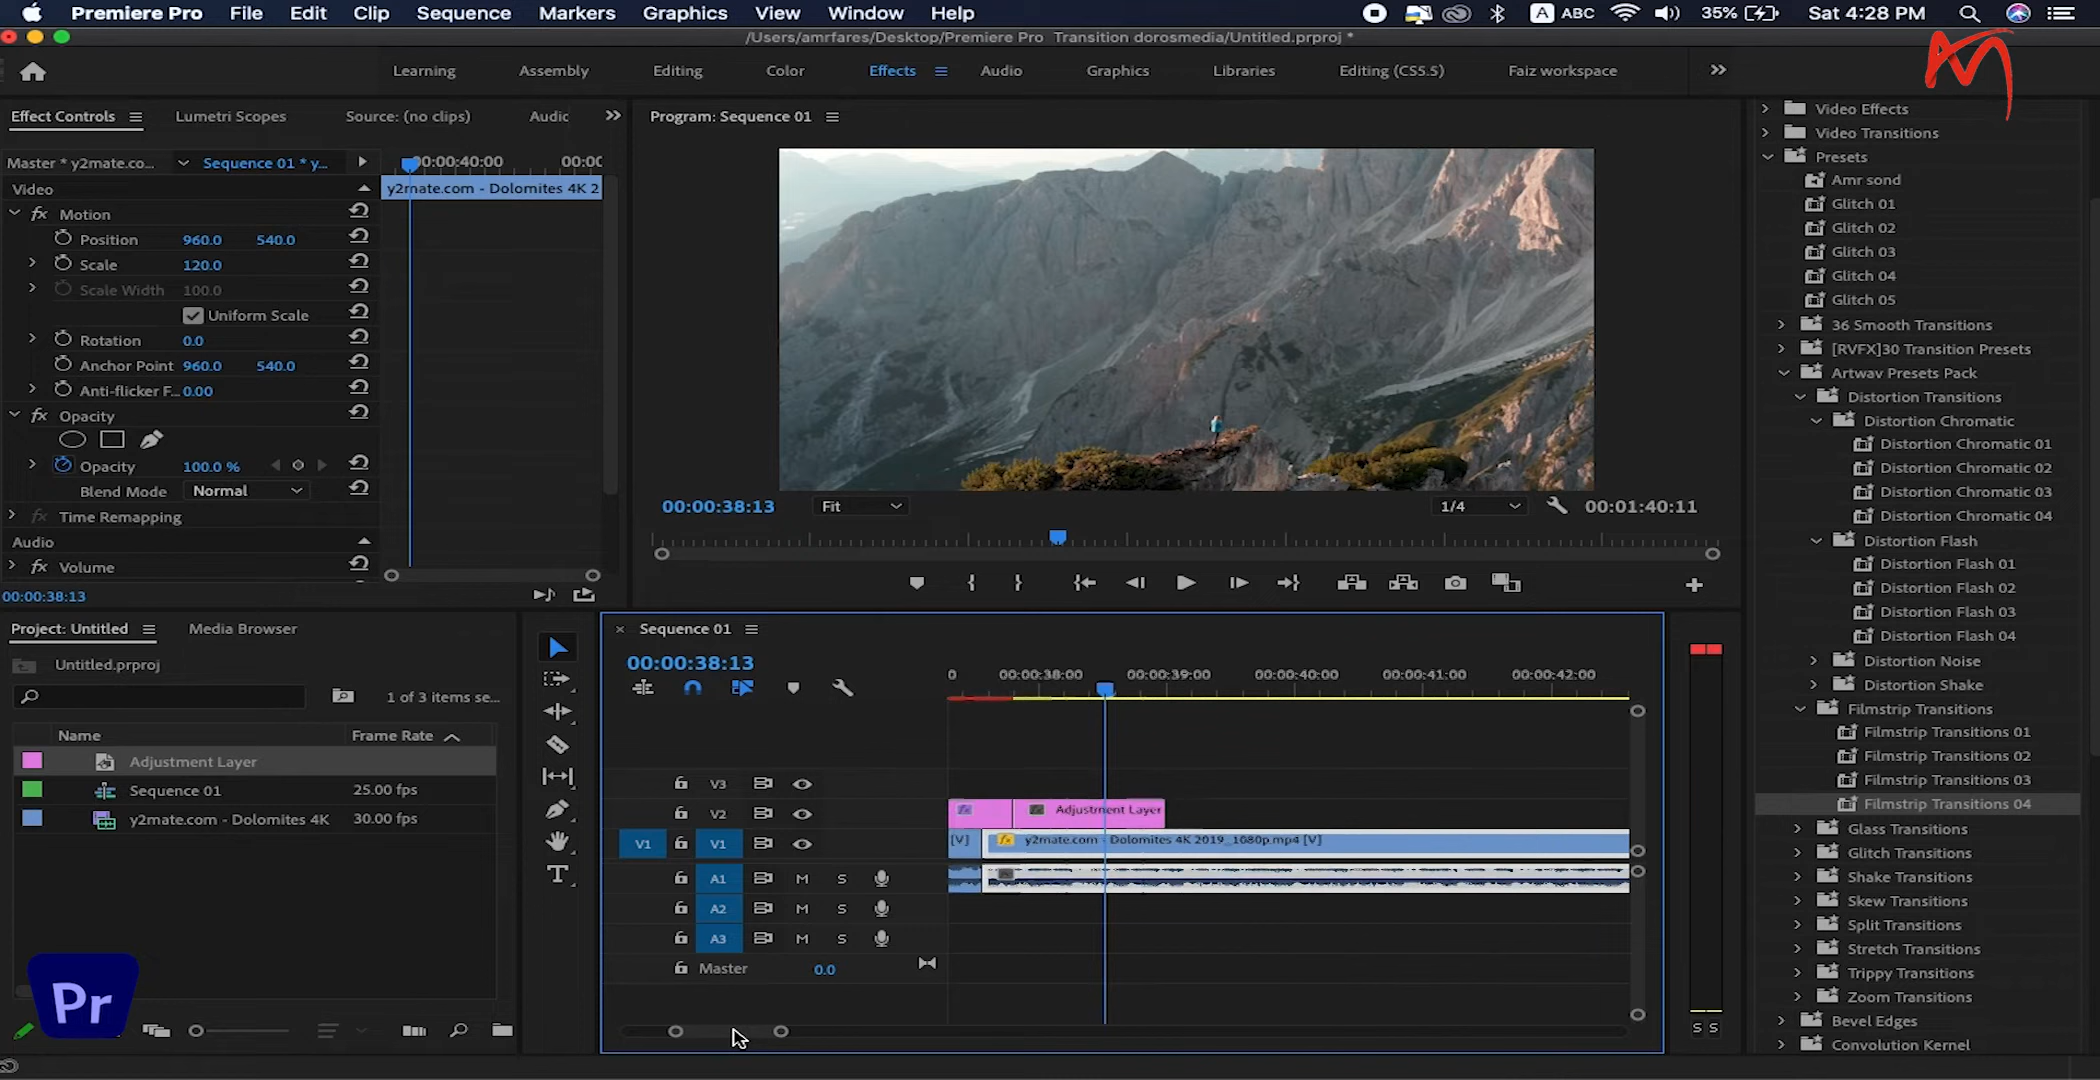 Premiere Pro File Edit Clip Sequence Markers Graphics View Window Help
A ABC 35% Sat 4:28 PM
/Users/amrfares/Desktop/Premiere Pro Transition dorosmedia/Untitled.prproj *
Learning Assembly Editing Color Effects Audio Graphics Libraries Editing (CS5.5) Faiz workspace
Effect Controls Lumetri Scopes Source: (no clips) Audic
Master * y2mate.co... Sequence 01 * y...
00:00:40:00 00:0C
Video
y2mate.com - Dolomites 4K 2
fx Motion
Position 960.0 540.0
Scale 120.0
Scale Width 100.0
Uniform Scale
Rotation 0.0
Anchor Point 960.0 540.0
Anti-flicker F... 0.00
fx Opacity
Opacity 100.0 %
Blend Mode Normal
fx Time Remapping
Audio
fx Volume
00:00:38:13
Program: Sequence 01
00:00:38:13 Fit 1/4 00:01:40:11
Project: Untitled Media Browser
Untitled.prproj
1 of 3 items se...
Name Frame Rate
Adjustment Layer
Sequence 01 25.00 fps
y2mate.com - Dolomites 4K 30.00 fps
Pr
Sequence 01
00:00:38:13
0 00:00:38:00 00:00:39:00 00:00:40:00 00:00:41:00 00:00:42:00
V3
V2 Adjustment Layer
V1 V1 [V] fx y2mate.com - Dolomites 4K 2019_1080p.mp4 [V]
A1 M S
A2 M S
A3 M S
Master 0.0
S S
Video Effects
Video Transitions
Presets
Amr sond
Glitch 01
Glitch 02
Glitch 03
Glitch 04
Glitch 05
36 Smooth Transitions
[RVFX]30 Transition Presets
Artwav Presets Pack
Distortion Transitions
Distortion Chromatic
Distortion Chromatic 01
Distortion Chromatic 02
Distortion Chromatic 03
Distortion Chromatic 04
Distortion Flash
Distortion Flash 01
Distortion Flash 02
Distortion Flash 03
Distortion Flash 04
Distortion Noise
Distortion Shake
Filmstrip Transitions
Filmstrip Transitions 01
Filmstrip Transitions 02
Filmstrip Transitions 03
Filmstrip Transitions 04
Glass Transitions
Glitch Transitions
Shake Transitions
Skew Transitions
Split Transitions
Stretch Transitions
Trippy Transitions
Zoom Transitions
Bevel Edges
Convolution Kernel